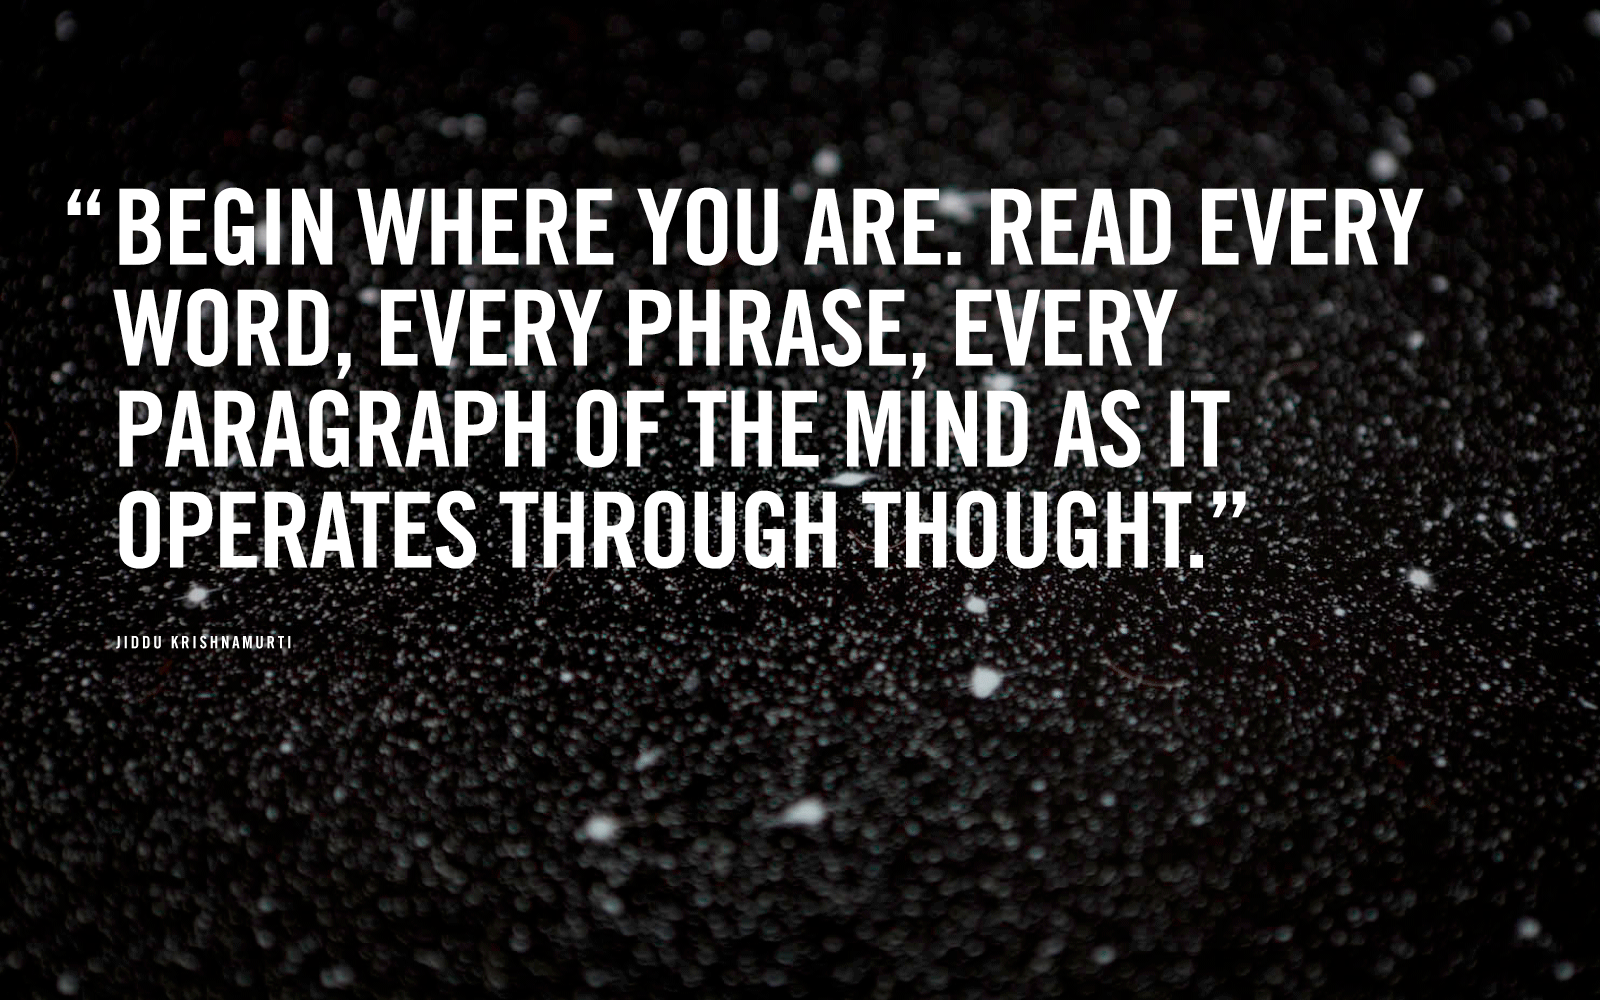 “BEGIN WHERE YOU ARE. READ EVERY
WORD, EVERY PHRASE, EVERY
PARAGRAPH OF THE MIND AS IT
OPERATES THROUGH THOUGHT.”
JIDDU KRISHNAMURTI